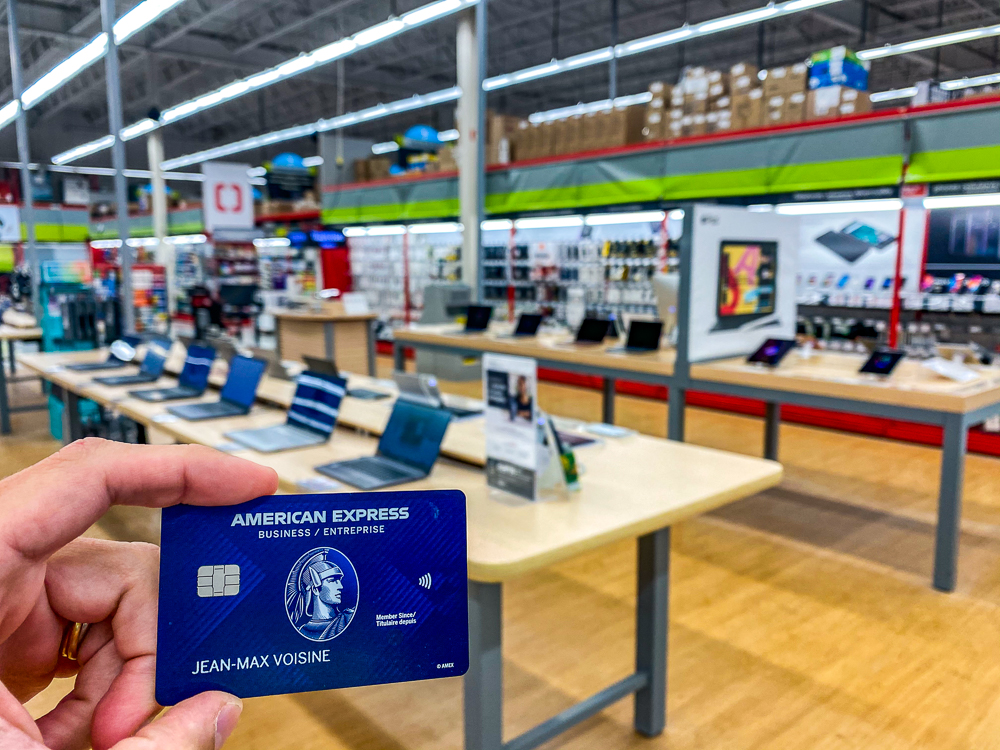 AMERICAN EXPRESS
BUSINESS / ENTREPRISE
Member Since/
Titulaire depuis
JEAN-MAX VOISINE
© AMEX